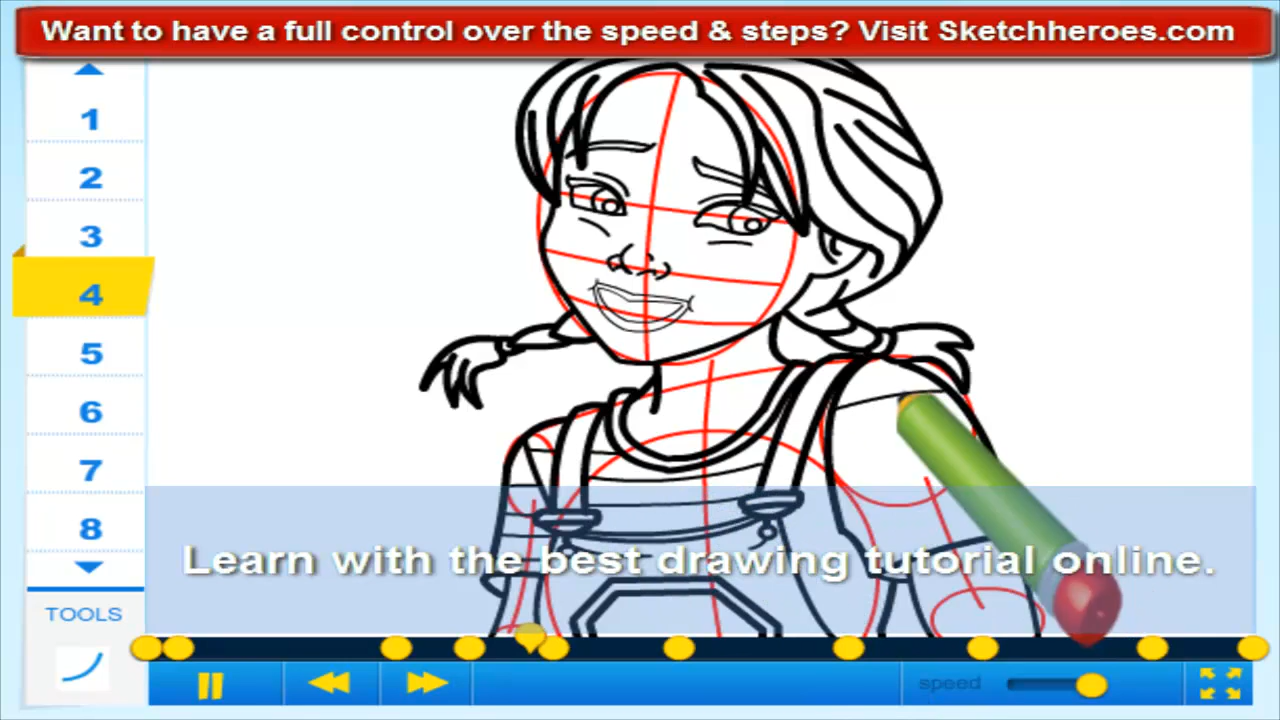 Want to have a full control over the speed & steps? Visit Sketchheroes.com
1
2
3
4
5
6
7
8
TOOLS
Learn with the best drawing tutorial online.
speed